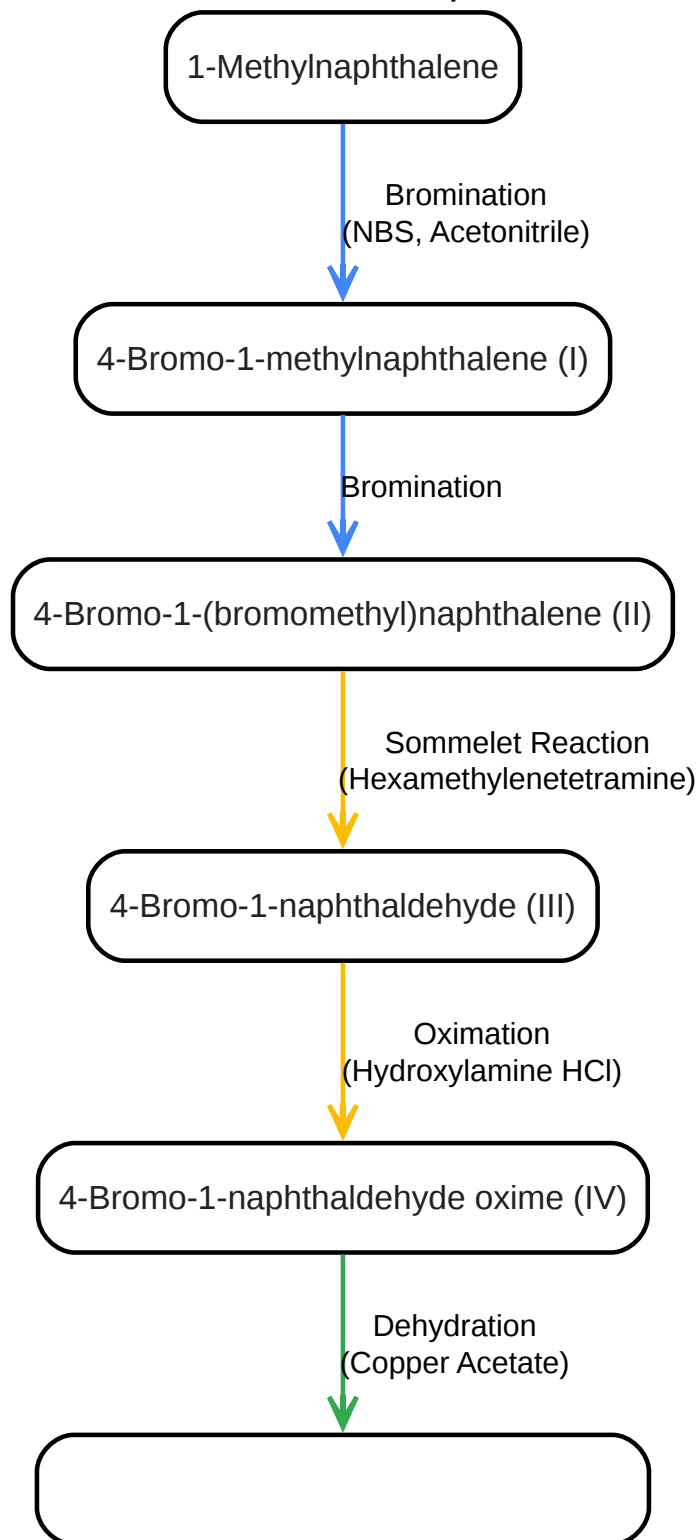 1-Methylnaphthalene
Bromination
(NBS, Acetonitrile)
4-Bromo-1-methylnaphthalene (I)
Bromination
4-Bromo-1-(bromomethyl)naphthalene (II)
Sommelet Reaction
(Hexamethylenetetramine)
4-Bromo-1-naphthaldehyde (III)
Oximation
(Hydroxylamine HCl)
4-Bromo-1-naphthaldehyde oxime (IV)
Dehydration
(Copper Acetate)